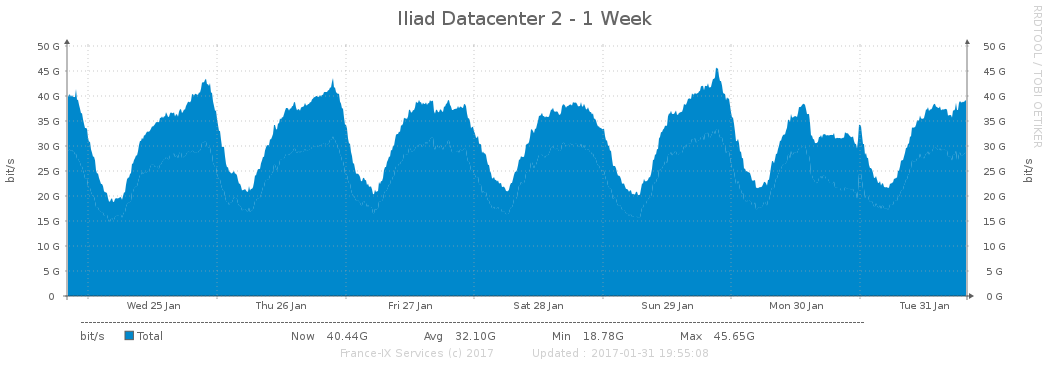 Iliad Datacenter 2 - 1 Week
RRDTOOL / TOBI OETIKER
50 G 50 G
45 G 45 G
40 G 40 G
35 G 35 G
30 G 30 G
25 G 25 G
20 G 20 G
15 G 15 G
10 G 10 G
5 G 5 G
0 0 G
bit/s bit/s
Wed 25 Jan Thu 26 Jan Fri 27 Jan Sat 28 Jan Sun 29 Jan Mon 30 Jan Tue 31 Jan
bit/s Total Now 40.44G Avg 32.10G Min 18.78G Max 45.65G
France-IX Services (c) 2017 Updated : 2017-01-31 19:55:08